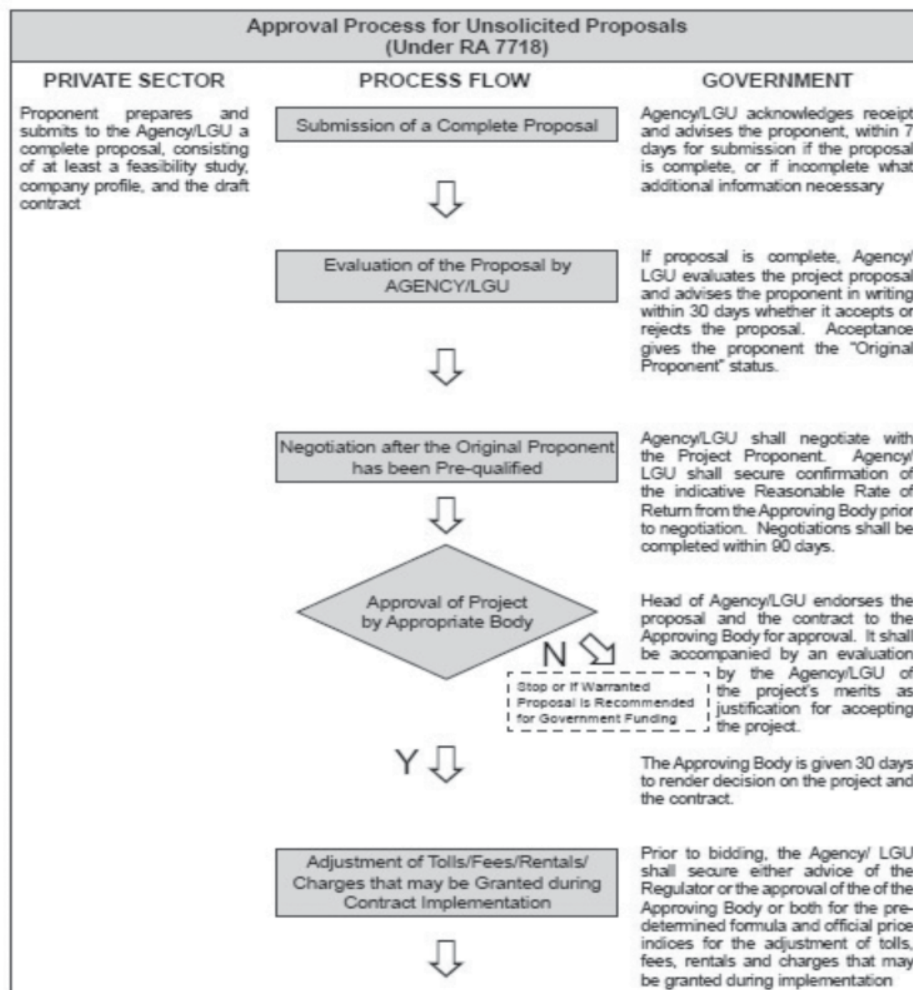 Approval Process for Unsolicited Proposals
(Under RA 7718)
PRIVATE SECTOR
PROCESS FLOW
GOVERNMENT
Proponent prepares and
submits to the Agency/LGU a
complete proposal, consisting
of at least a feasibility study,
company profile, and the draft
contract
Submission of a Complete Proposal
Agency/LGU acknowledges receipt
and advises the proponent, within 7
days for submission if the proposal
is complete, or if incomplete what
additional information necessary
Evaluation of the Proposal by
AGENCY/LGU
If proposal is complete, Agency/
LGU evaluates the project proposal
and advises the proponent in writing
within 30 days whether it accepts or
rejects the proposal. Acceptance
gives the proponent the "Original
Proponent" status.
Negotiation after the Original Proponent
has been Pre-qualified
Agency/LGU shall negotiate with
the Project Proponent. Agency/
LGU shall secure confirmation of
the indicative Reasonable Rate of
Return from the Approving Body prior
to negotiation. Negotiations shall be
completed within 90 days.
Approval of Project
by Appropriate Body
N
Stop or If Warranted
Proposal is Recommended
for Government Funding
Y
Head of Agency/LGU endorses the
proposal and the contract to the
Approving Body for approval. It shall
be accompanied by an evaluation
by the Agency/LGU of
the project's merits as
justification for accepting
the project.
The Approving Body is given 30 days
to render decision on the project and
the contract.
Adjustment of Tolls/Fees/Rentals/
Charges that may be Granted during
Contract Implementation
Prior to bidding, the Agency/ LGU
shall secure either advice of the
Regulator or the approval of the of the
Approving Body or both for the pre-
determined formula and official price
indices for the adjustment of tolls,
fees, rentals and charges that may
be granted during implementation